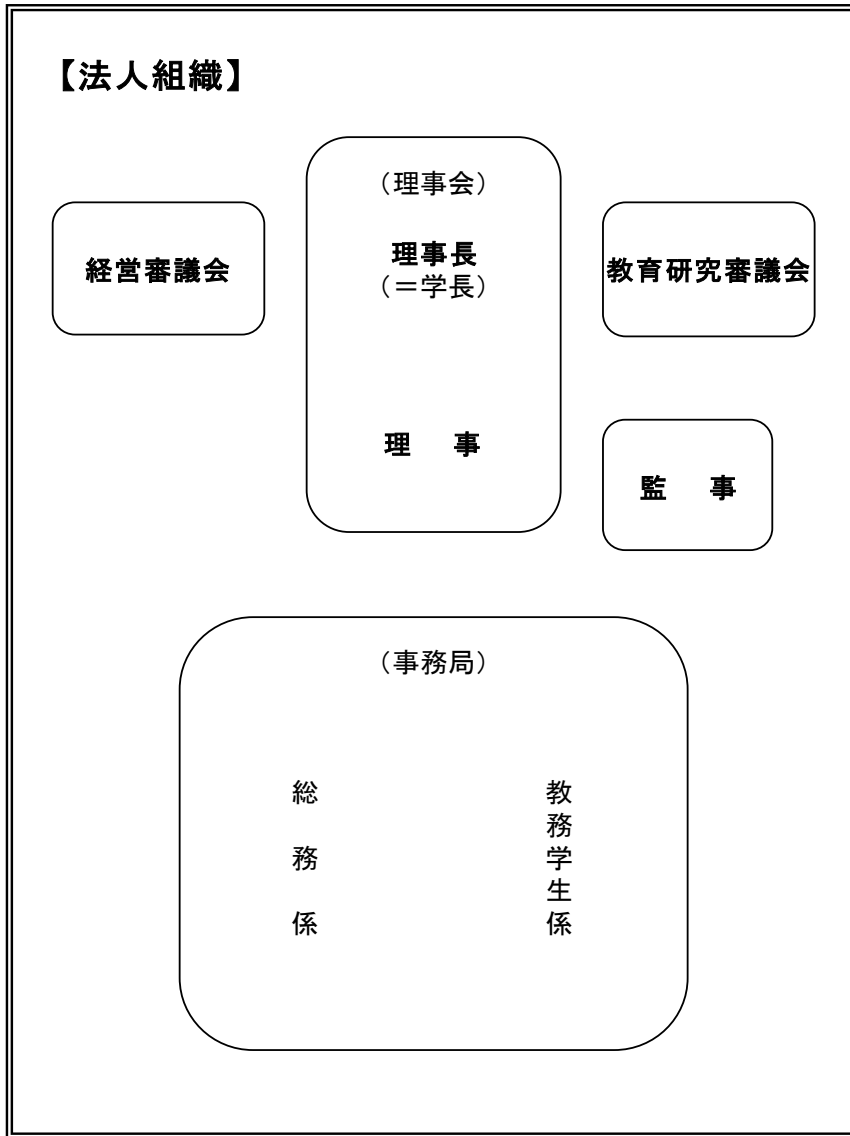 【法人組織】
（理事会）
経営審議会
理事長
（＝学長）
教育研究審議会
理　事
監　事
（事務局）
総務係
教務学生係